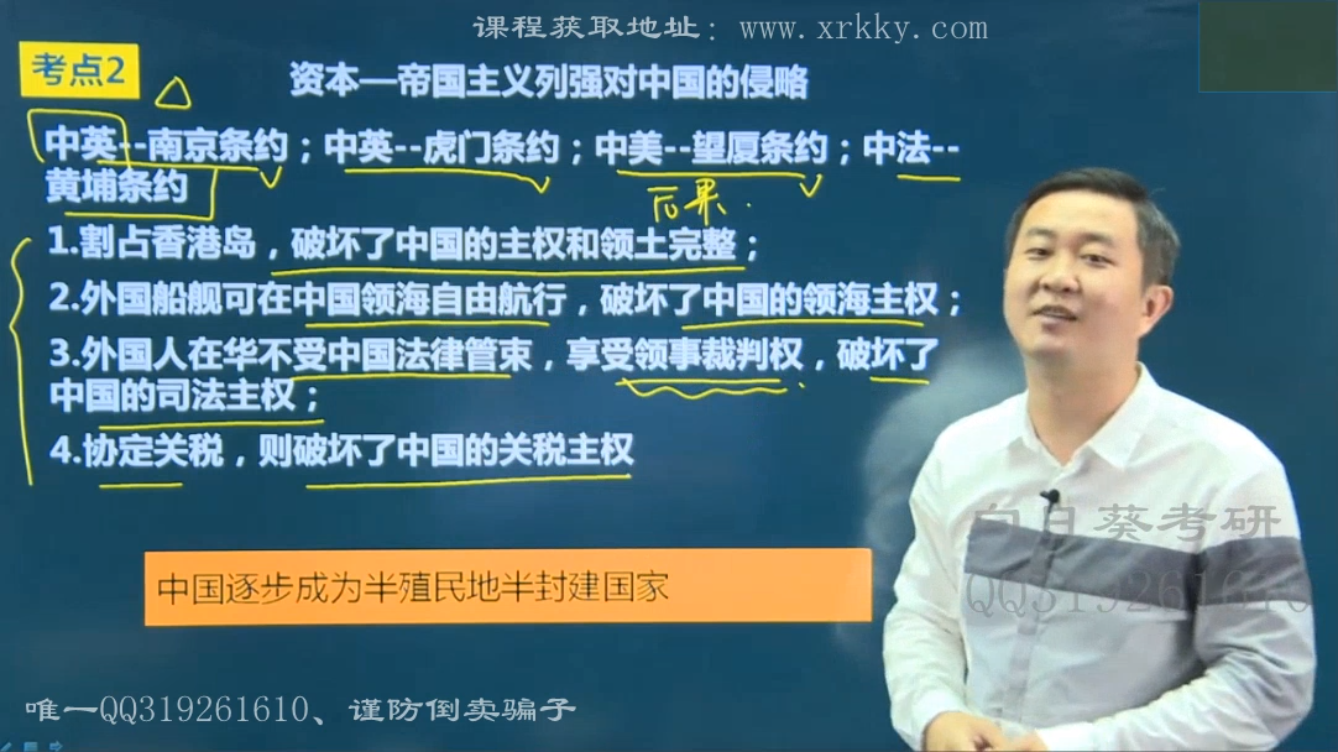 课程获取地址：www.xrkky.com
考点2
资本—帝国主义列强对中国的侵略
中英--南京条约；中英--虎门条约；中美--望厦条约；中法--
黄埔条约
后果.
1.割占香港岛，破坏了中国的主权和领土完整；
2.外国船舰可在中国领海自由航行，破坏了中国的领海主权；
3.外国人在华不受中国法律管束，享受领事裁判权，破坏了
中国的司法主权；
4.协定关税，则破坏了中国的关税主权
向日葵考研
QQ319261610
中国逐步成为半殖民地半封建国家
唯一QQ319261610、谨防倒卖骗子